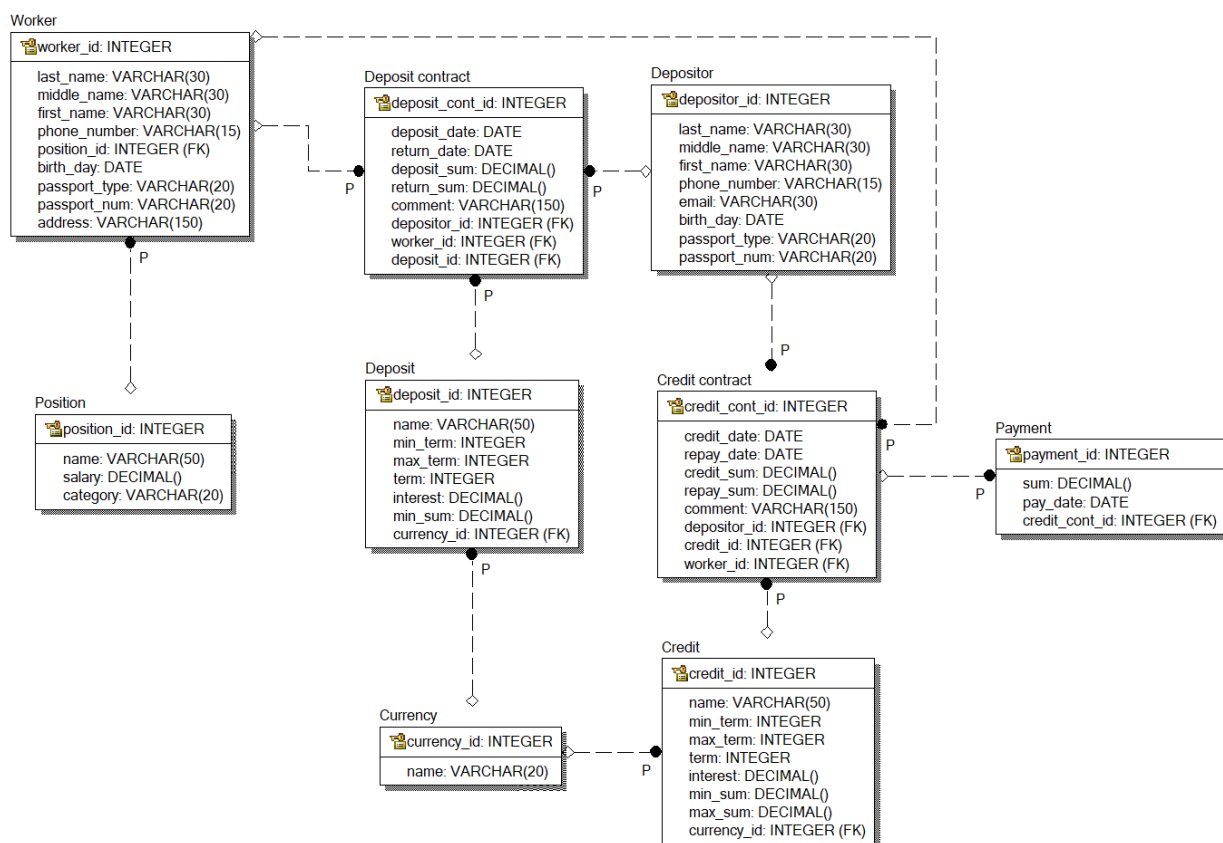 Worker
worker_id: INTEGER
last_name: VARCHAR(30)
middle_name: VARCHAR(30)
first_name: VARCHAR(30)
phone_number: VARCHAR(15)
position_id: INTEGER (FK)
birth_day: DATE
passport_type: VARCHAR(20)
passport_num: VARCHAR(20)
address: VARCHAR(150)
P
Deposit contract
deposit_cont_id: INTEGER
deposit_date: DATE
return_date: DATE
deposit_sum: DECIMAL()
return_sum: DECIMAL()
comment: VARCHAR(150)
depositor_id: INTEGER (FK)
worker_id: INTEGER (FK)
deposit_id: INTEGER (FK)
P
P
P
Depositor
depositor_id: INTEGER
last_name: VARCHAR(30)
middle_name: VARCHAR(30)
first_name: VARCHAR(30)
phone_number: VARCHAR(15)
email: VARCHAR(30)
birth_day: DATE
passport_type: VARCHAR(20)
passport_num: VARCHAR(20)
Position
position_id: INTEGER
name: VARCHAR(50)
salary: DECIMAL()
category: VARCHAR(20)
Deposit
deposit_id: INTEGER
name: VARCHAR(50)
min_term: INTEGER
max_term: INTEGER
term: INTEGER
interest: DECIMAL()
min_sum: DECIMAL()
currency_id: INTEGER (FK)
P
P
Credit contract
credit_cont_id: INTEGER
credit_date: DATE
repay_date: DATE
credit_sum: DECIMAL()
repay_sum: DECIMAL()
comment: VARCHAR(150)
depositor_id: INTEGER (FK)
credit_id: INTEGER (FK)
worker_id: INTEGER (FK)
P
P
P
Payment
payment_id: INTEGER
sum: DECIMAL()
pay_date: DATE
credit_cont_id: INTEGER (FK)
Currency
currency_id: INTEGER
name: VARCHAR(20)
P
Credit
credit_id: INTEGER
name: VARCHAR(50)
min_term: INTEGER
max_term: INTEGER
term: INTEGER
interest: DECIMAL()
min_sum: DECIMAL()
max_sum: DECIMAL()
currency_id: INTEGER (FK)